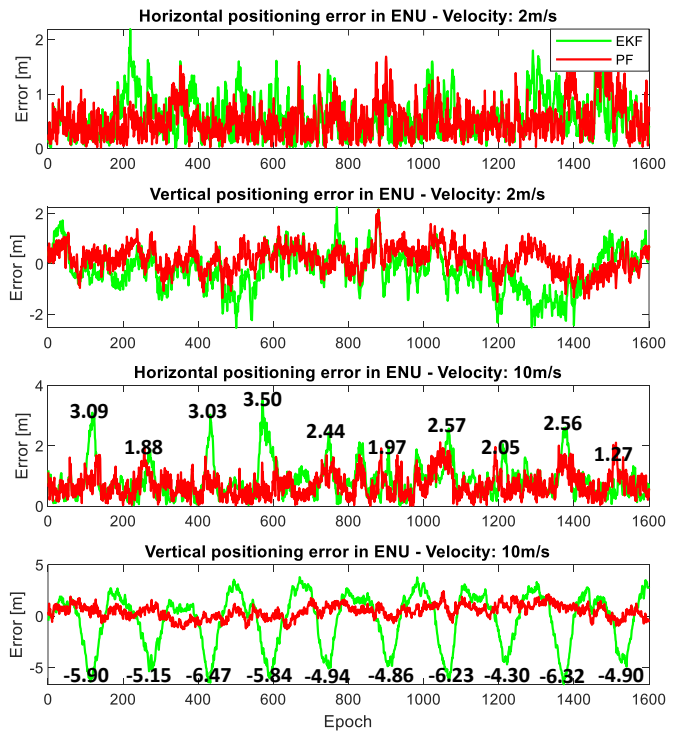 Horizontal positioning error in ENU - Velocity: 2m/s
EKF
PF
Error [m]
2
1
0
0 200 400 600 800 1000 1200 1400 1600
Vertical positioning error in ENU - Velocity: 2m/s
Error [m]
2
0
-2
0 200 400 600 800 1000 1200 1400 1600
Horizontal positioning error in ENU - Velocity: 10m/s
Error [m]
4
2
0
3.09 1.88 3.03 3.50 2.44 1.97 2.57 2.05 2.56 1.27
0 200 400 600 800 1000 1200 1400 1600
Vertical positioning error in ENU - Velocity: 10m/s
Error [m]
5
0
-5
-5.90 -5.15 -6.47 -5.84 -4.94 -4.86 -6.23 -4.30 -6.32 -4.90
0 200 400 600 800 1000 1200 1400 1600
Epoch